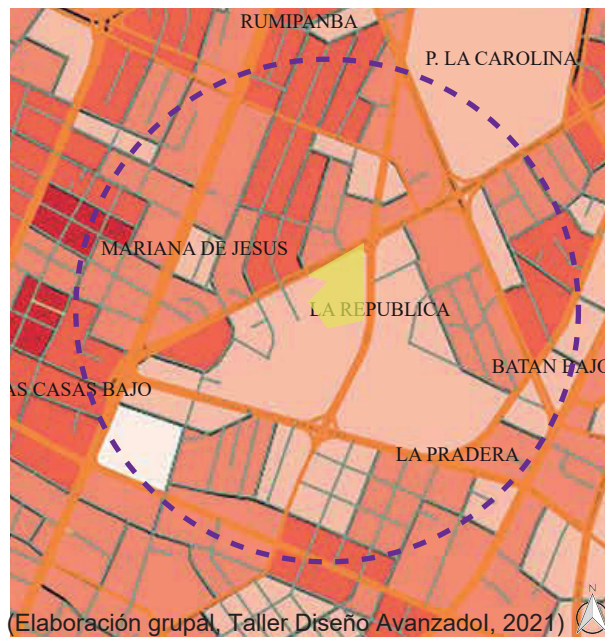 RUMIPANBA
P. LA CAROLINA
MARIANA DE JESUS
LA REPUBLICA
BATAN BAJO
AS CASAS BAJO
LA PRADERA
N
(Elaboración grupal, Taller Diseño AvanzadoI, 2021)